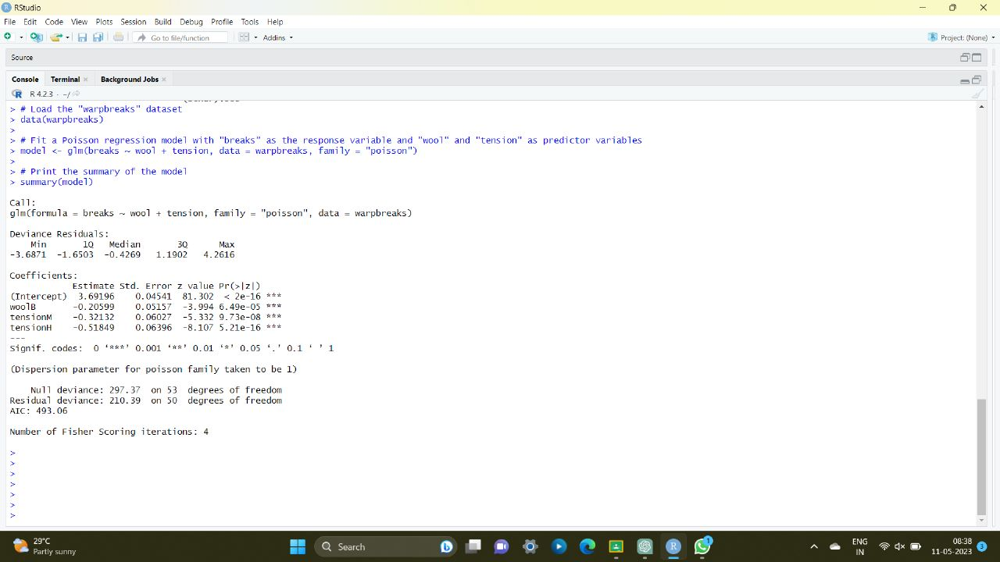 RStudio
File Edit Code View Plots Session Build Debug Profile Tools Help
Go to file/function Addins Project: (None)
Source
Console Terminal Background Jobs
R 4.2.3 · ~/
> # Load the "warpbreaks" dataset
> data(warpbreaks)
>
> # Fit a Poisson regression model with "breaks" as the response variable and "wool" and "tension" as predictor variables
> model <- glm(breaks ~ wool + tension, data = warpbreaks, family = "poisson")
>
> # Print the summary of the model
> summary(model)
Call:
glm(formula = breaks ~ wool + tension, family = "poisson", data = warpbreaks)
Deviance Residuals:
Min 1Q Median 3Q Max
-3.6871 -1.6503 -0.4269 1.1902 4.2616
Coefficients:
Estimate Std. Error z value Pr(>|z|)
(Intercept) 3.69196 0.04541 81.302 < 2e-16 ***
woolB -0.20599 0.05157 -3.994 6.49e-05 ***
tensionM -0.32132 0.06027 -5.332 9.73e-08 ***
tensionH -0.51849 0.06396 -8.107 5.21e-16 ***
---
Signif. codes: 0 ‘***’ 0.001 ‘**’ 0.01 ‘*’ 0.05 ‘.’ 0.1 ‘ ’ 1
(Dispersion parameter for poisson family taken to be 1)
Null deviance: 297.37 on 53 degrees of freedom
Residual deviance: 210.39 on 50 degrees of freedom
AIC: 493.06
Number of Fisher Scoring iterations: 4
>
>
>
>
>
>
>
29°C
Partly sunny
Search
1
ENG
IN
08:38
11-05-2023
3